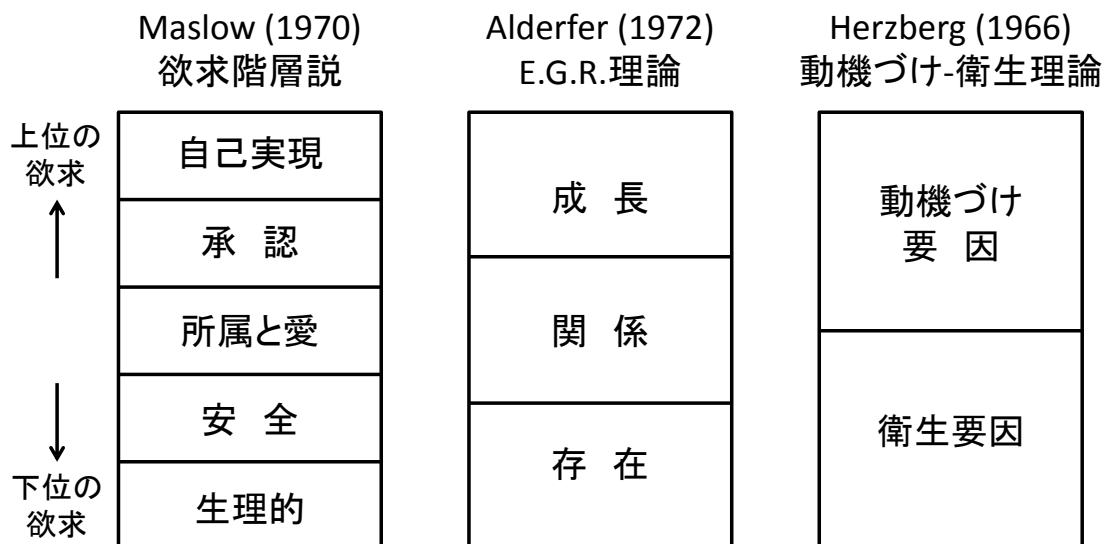 Maslow (1970)
欲求階層説
Alderfer (1972)
E.G.R.理論
Herzberg (1966)
動機づけ-衛生理論
上位の
欲求
下位の
欲求
自己実現
承 認
所属と愛
安 全
生理的
成 長
関 係
存 在
動機づけ
要 因
衛生要因